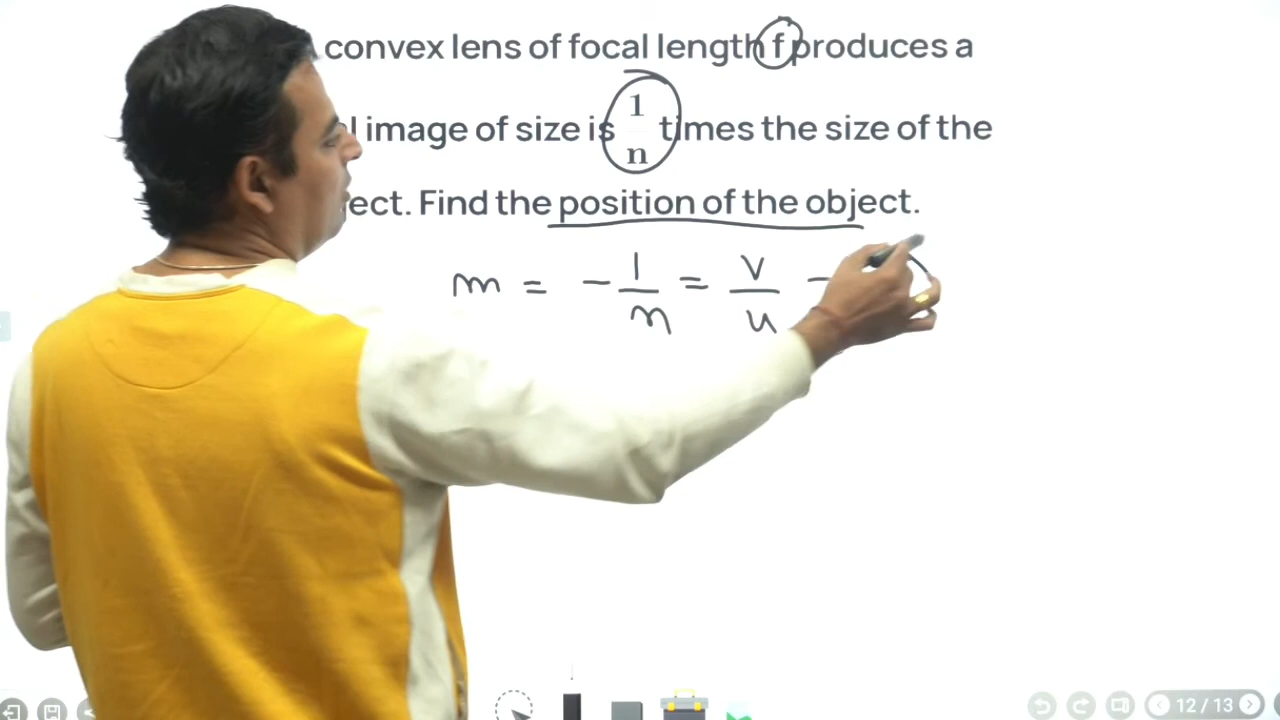 convex lens of focal length f produces a
l image of size is 1/n times the size of the
ect. Find the position of the object.
m = - 1/n = v/u -
12 / 13